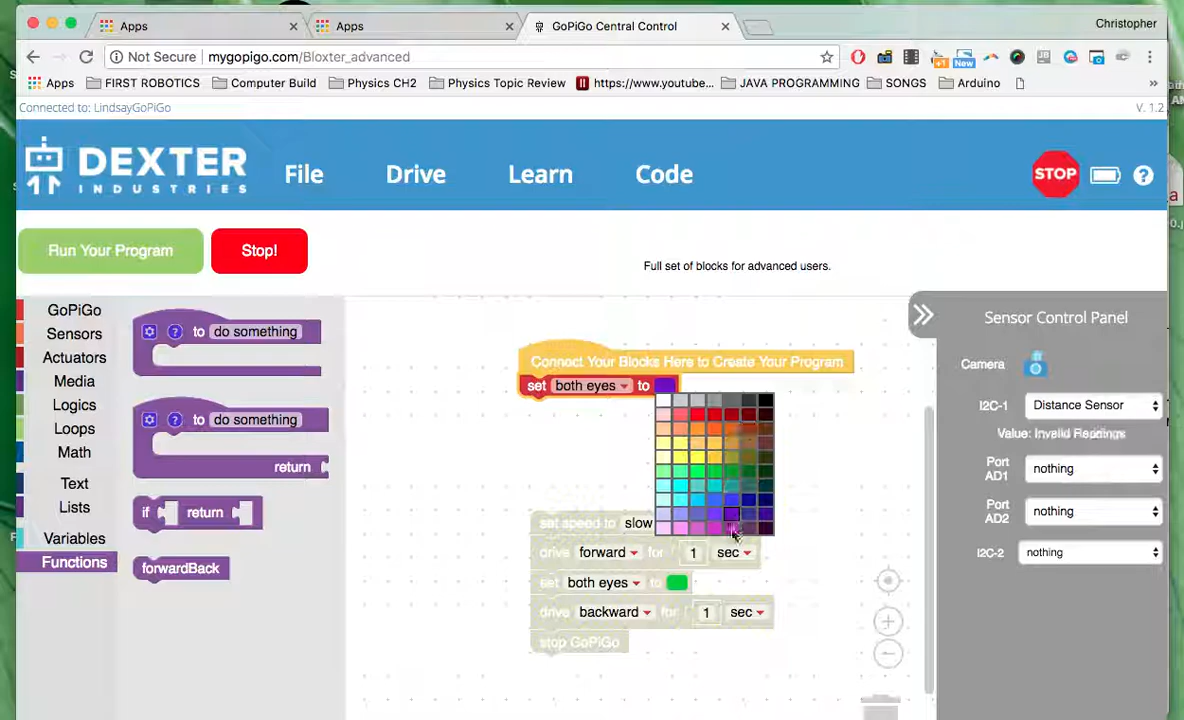 Apps
Apps
GoPiGo Central Control
Christopher
Not Secure mygopigo.com/Bloxter_advanced
Apps FIRST ROBOTICS Computer Build Physics CH2 Physics Topic Review https://www.youtube... JAVA PROGRAMMING SONGS Arduino
Connected to: LindsayGoPiGo
V. 1.2
DEXTER
INDUSTRIES
File Drive Learn Code
STOP
Run Your Program
Stop!
Full set of blocks for advanced users.
GoPiGo
Sensors
Actuators
Media
Logics
Loops
Math
Text
Lists
Variables
Functions
to do something
to do something
return
if return
forwardBack
Connect Your Blocks Here to Create Your Program
set both eyes to
set speed to slow
drive forward for 1 sec
set both eyes to
drive backward for 1 sec
stop GoPiGo
Sensor Control Panel
Camera
I2C-1 Distance Sensor
Value: Invalid Readings
Port AD1 nothing
Port AD2 nothing
I2C-2 nothing